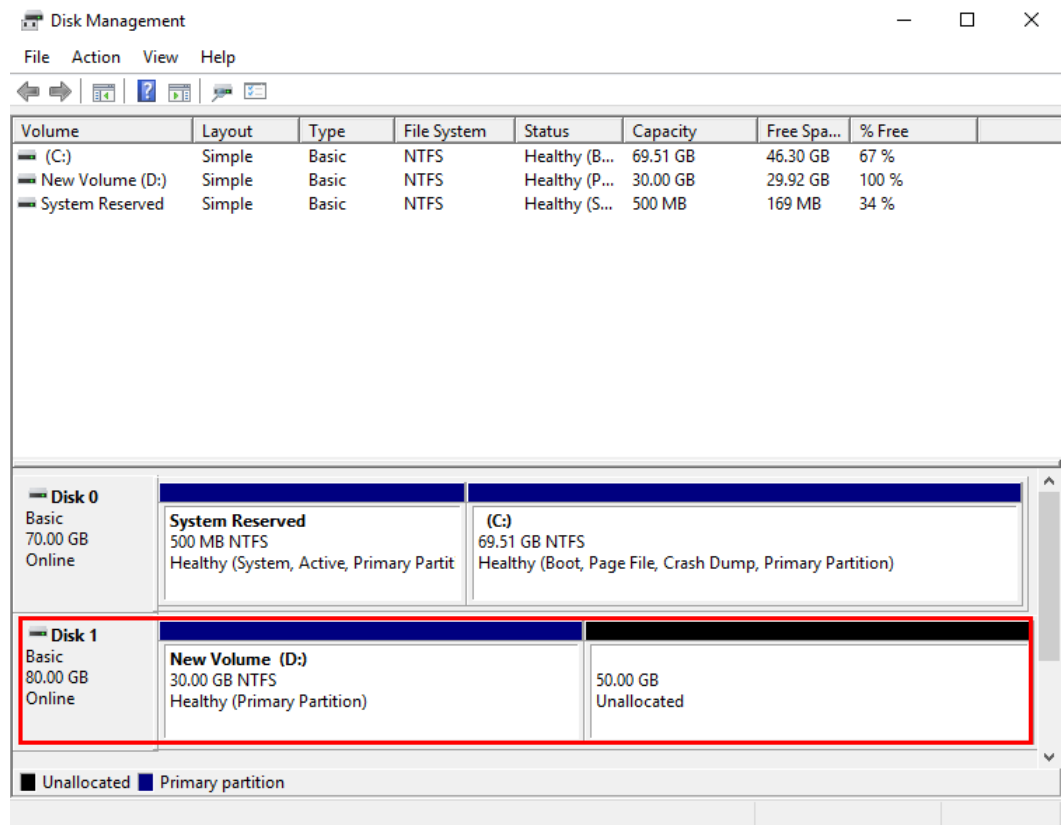 Disk Management
File Action View Help
Volume Layout Type File System Status Capacity Free Spa... % Free
(C:) Simple Basic NTFS Healthy (B... 69.51 GB 46.30 GB 67 %
New Volume (D:) Simple Basic NTFS Healthy (P... 30.00 GB 29.92 GB 100 %
System Reserved Simple Basic NTFS Healthy (S... 500 MB 169 MB 34 %
Disk 0
Basic
70.00 GB
Online
System Reserved
500 MB NTFS
Healthy (System, Active, Primary Partit
(C:)
69.51 GB NTFS
Healthy (Boot, Page File, Crash Dump, Primary Partition)
Disk 1
Basic
80.00 GB
Online
New Volume (D:)
30.00 GB NTFS
Healthy (Primary Partition)
50.00 GB
Unallocated
Unallocated Primary partition